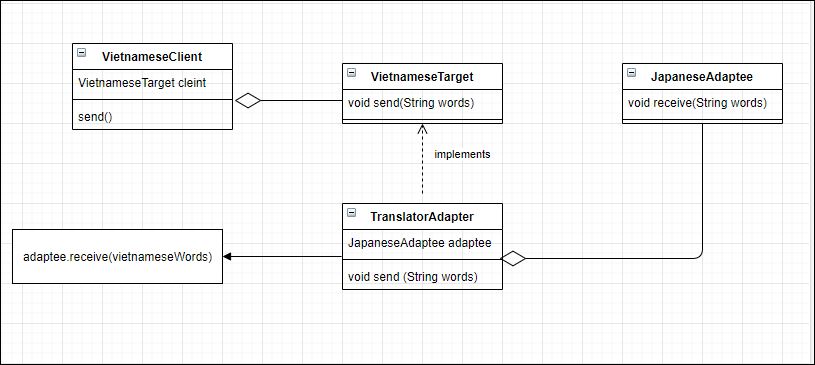 VietnameseClient
VietnameseTarget cleint
send()
VietnameseTarget
void send(String words)
JapaneseAdaptee
void receive(String words)
implements
TranslatorAdapter
JapaneseAdaptee adaptee
void send (String words)
adaptee.receive(vietnameseWords)